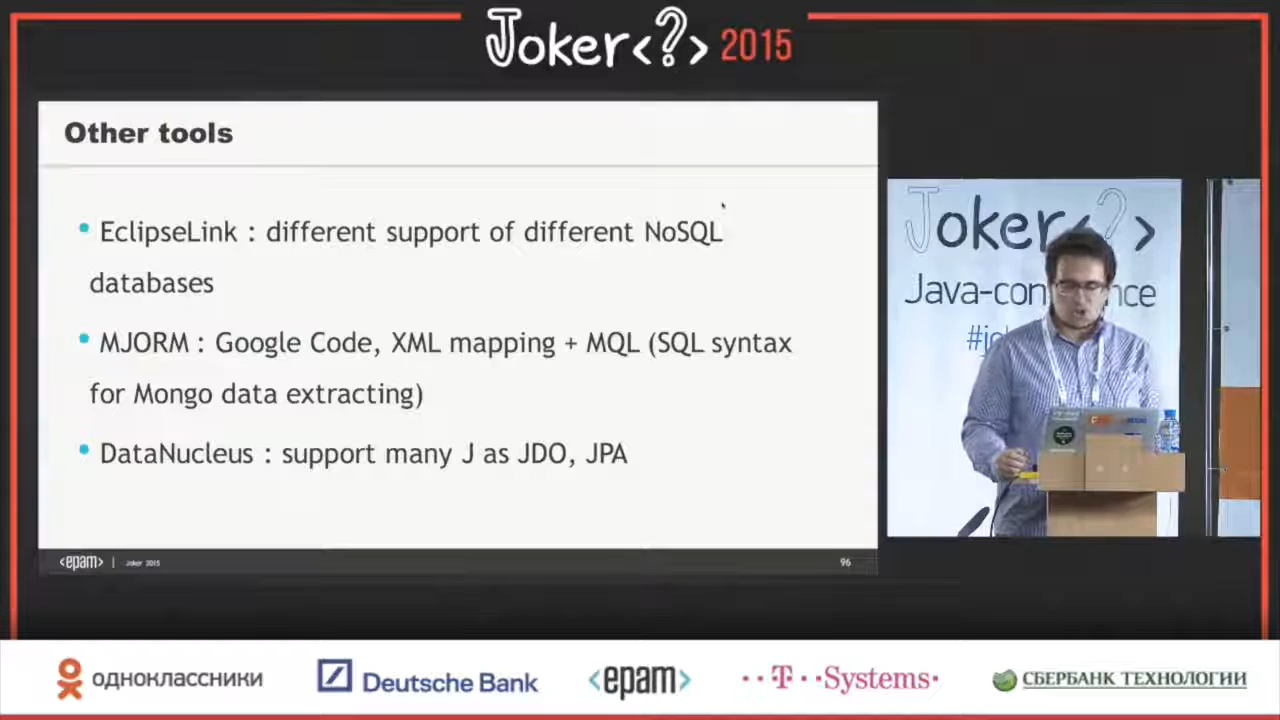 Joker<?> 2015
Other tools
• EclipseLink : different support of different NoSQL
databases
• MJORM : Google Code, XML mapping + MQL (SQL syntax
for Mongo data extracting)
• DataNucleus : support many J as JDO, JPA
<epam> | Joker 2015 96
Joker<?>
Java-con nce
#jo
одноклассники
Deutsche Bank
<epam>
T Systems
СБЕРБАНК ТЕХНОЛОГИИ